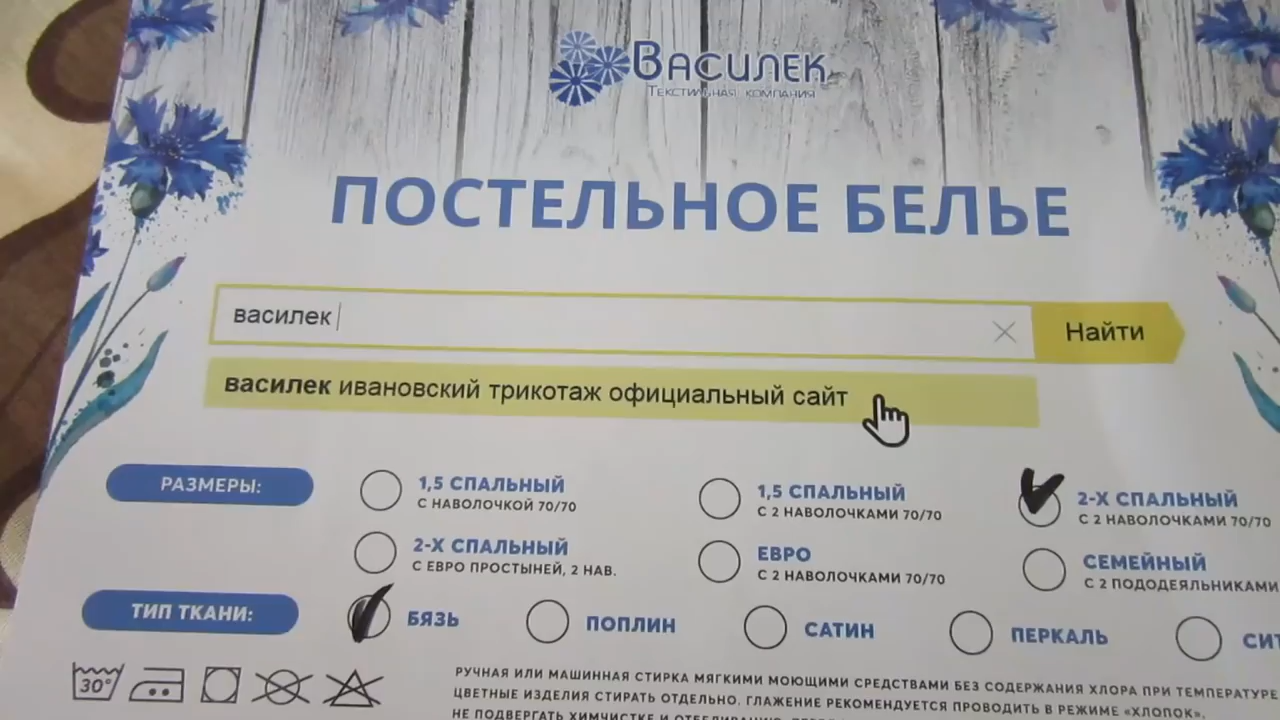 ВАСИЛЕК
ТЕКСТИЛЬНАЯ КОМПАНИЯ
ПОСТЕЛЬНОЕ БЕЛЬЕ
василек
Найти
василек ивановский трикотаж официальный сайт
РАЗМЕРЫ:
1,5 СПАЛЬНЫЙ
С НАВОЛОЧКОЙ 70/70
1,5 СПАЛЬНЫЙ
С 2 НАВОЛОЧКАМИ 70/70
2-Х СПАЛЬНЫЙ
С 2 НАВОЛОЧКАМИ 70/70
2-Х СПАЛЬНЫЙ
С ЕВРО ПРОСТЫНЕЙ, 2 НАВ.
ЕВРО
С 2 НАВОЛОЧКАМИ 70/70
СЕМЕЙНЫЙ
С 2 ПОДОДЕЯЛЬНИКАМИ
ТИП ТКАНИ:
БЯЗЬ
ПОПЛИН
САТИН
ПЕРКАЛЬ
СИТ
30°
РУЧНАЯ ИЛИ МАШИННАЯ СТИРКА МЯГКИМИ МОЮЩИМИ СРЕДСТВАМИ БЕЗ СОДЕРЖАНИЯ ХЛОРА ПРИ ТЕМПЕРАТУРЕ
ЦВЕТНЫЕ ИЗДЕЛИЯ СТИРАТЬ ОТДЕЛЬНО. ГЛАЖЕНИЕ РЕКОМЕНДУЕТСЯ ПРОВОДИТЬ В РЕЖИМЕ «ХЛОПОК».
НЕ ПОДВЕРГАТЬ ХИМЧИСТКЕ И ОТБЕЛИВАНИЮ.